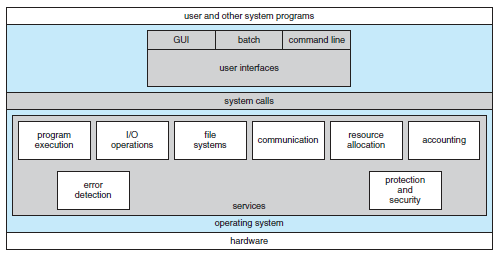 user and other system programs
GUI
batch
command line
user interfaces
system calls
program
execution
I/O
operations
file
systems
communication
resource
allocation
accounting
error
detection
protection
and
security
services
operating system
hardware